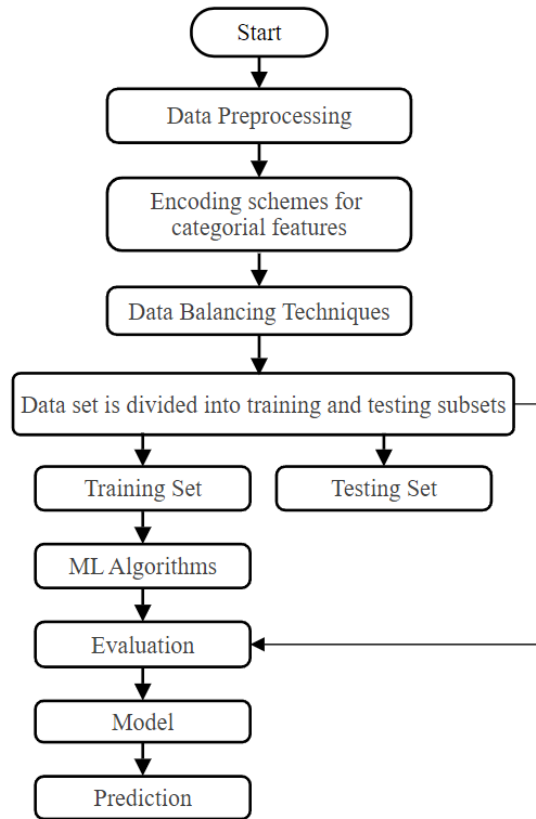 Start
Data Preprocessing
Encoding schemes for
categorial features
Data Balancing Techniques
Data set is divided into training and testing subsets
Training Set
Testing Set
ML Algorithms
Evaluation
Model
Prediction